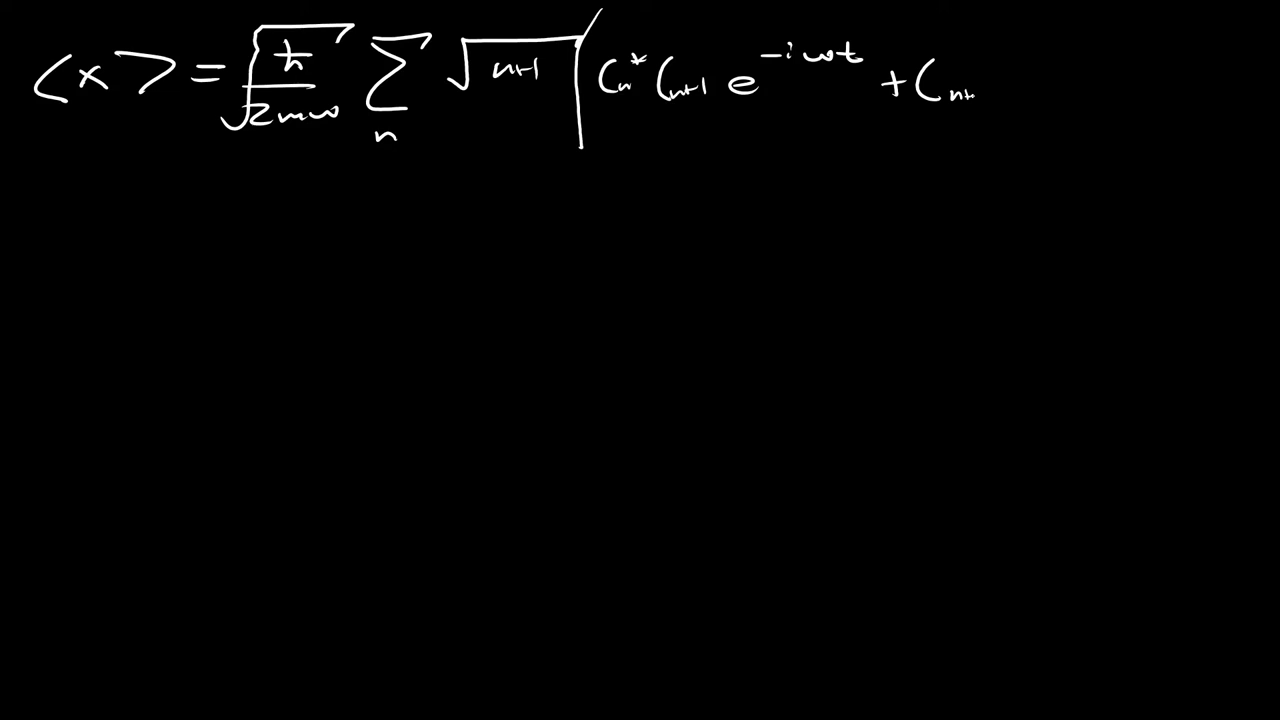 <x> = √(ħ/2mω) Σ_n √(n+1) (C_n* C_{n+1} e^{-iωt} + C_{n+